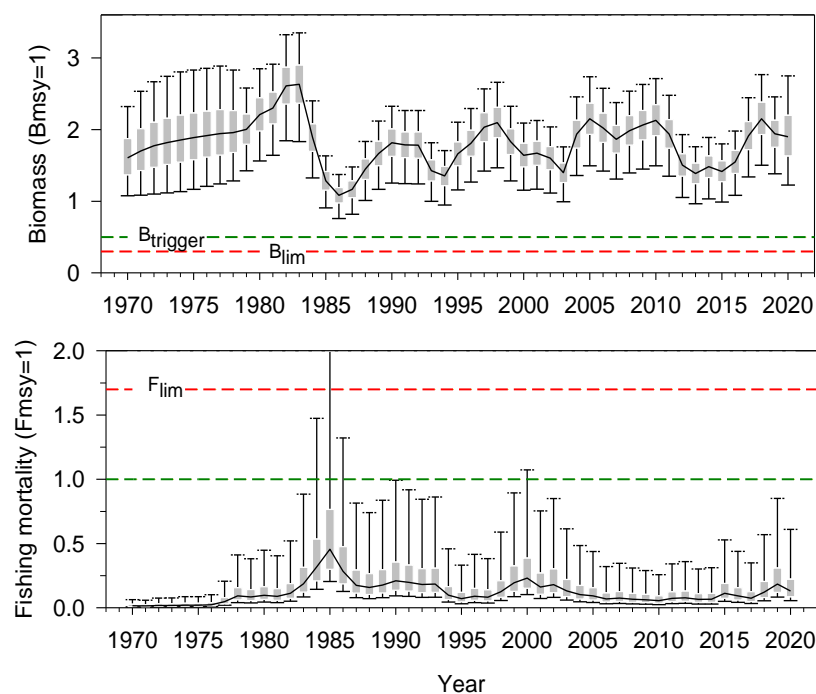 3
2
1
0
Biomass (Bmsy=1)
Btrigger
Blim
1970 1975 1980 1985 1990 1995 2000 2005 2010 2015 2020
2.0
1.5
1.0
0.5
0.0
Fishing mortality (Fmsy=1)
Flim
1970 1975 1980 1985 1990 1995 2000 2005 2010 2015 2020
Year